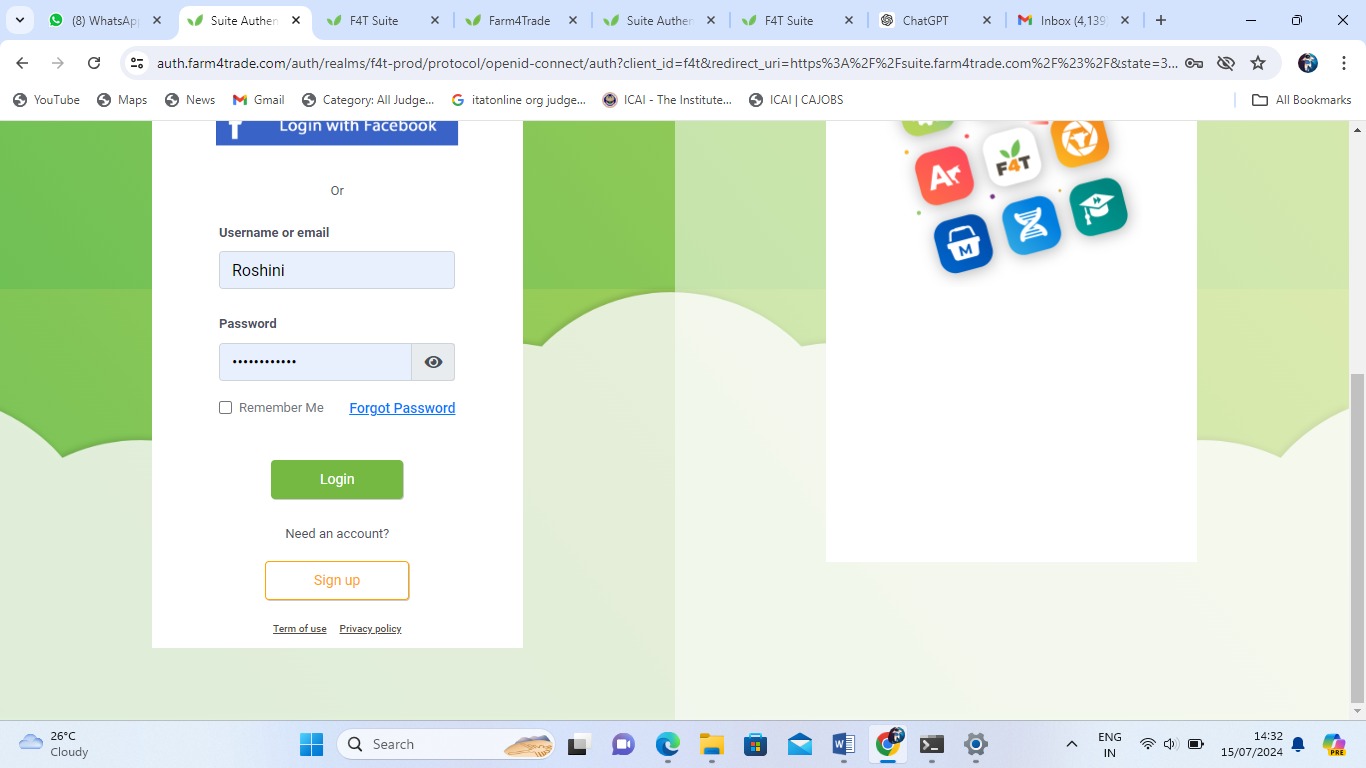 (8) WhatsAp
Suite Authen
F4T Suite
Farm4Trade
Suite Authen
F4T Suite
ChatGPT
Inbox (4,139
auth.farm4trade.com/auth/realms/f4t-prod/protocol/openid-connect/auth?client_id=f4t&redirect_uri=https%3A%2F%2Fsuite.farm4trade.com%2F%23%2F&state=3...
YouTube
Maps
News
Gmail
Category: All Judge...
itatonline org judge...
ICAI - The Institute...
ICAI | CAJOBS
All Bookmarks
f Login with Facebook
Or
Username or email
Roshini
Password
••••••••••••
Remember Me
Forgot Password
Login
Need an account?
Sign up
Term of use
Privacy policy
F4T
M
26°C
Cloudy
Search
PRE
ENG
IN
14:32
15/07/2024